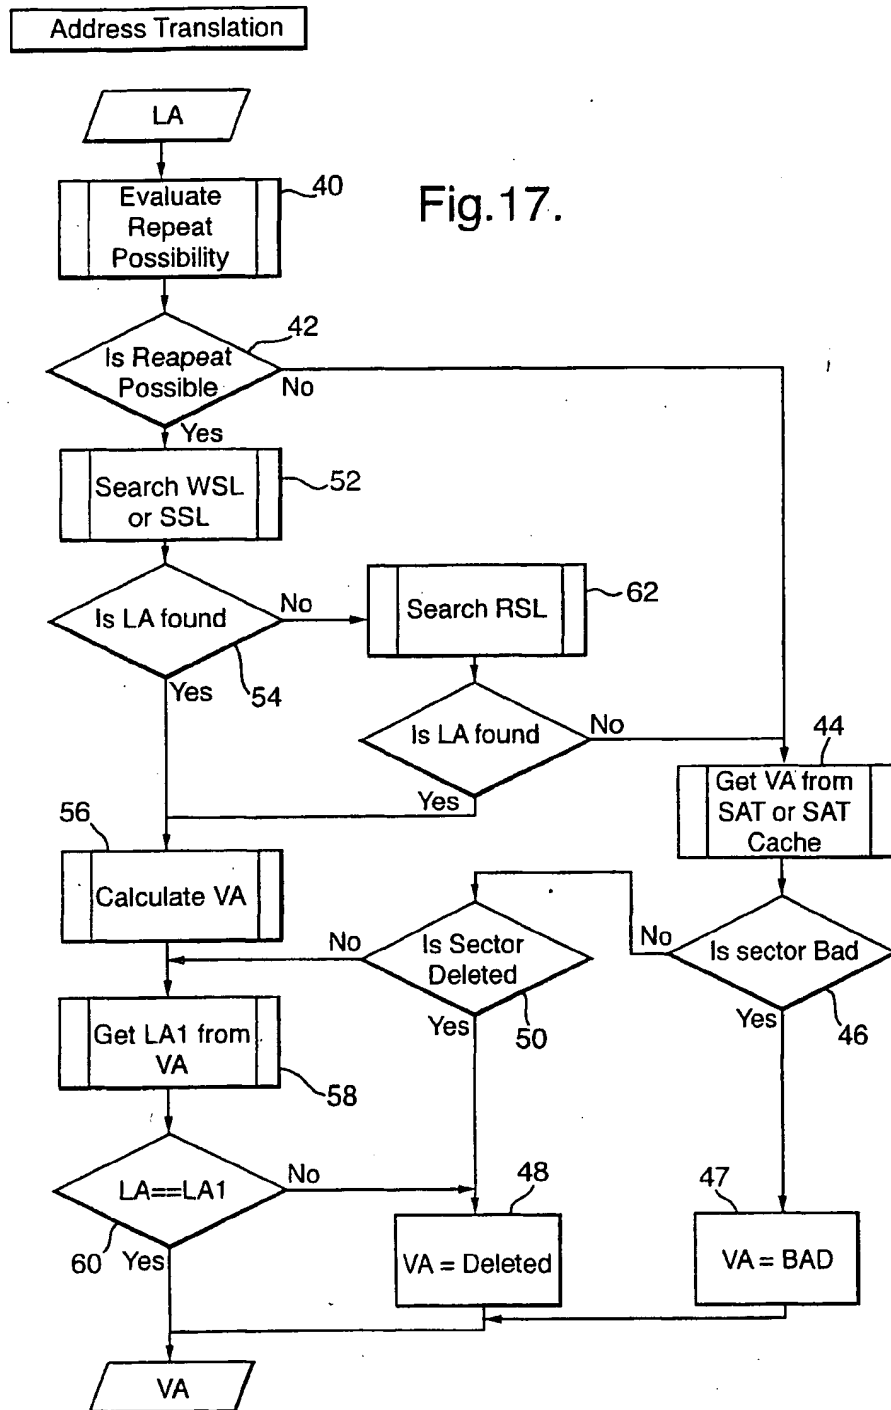 Address Translation
LA
Evaluate
Repeat
Possibility
40
Fig.17.
Is Reapeat
Possible
42
No
Yes
Search WSL
or SSL
52
Is LA found
No
Yes
54
Search RSL
62
Is LA found
No
Yes
44
Get VA from
SAT or SAT
Cache
56
Calculate VA
No
Is Sector
Deleted
Yes
50
No
Is sector Bad
Yes
46
Get LA1 from
VA
58
LA==LA1
No
60
Yes
48
VA = Deleted
47
VA = BAD
VA